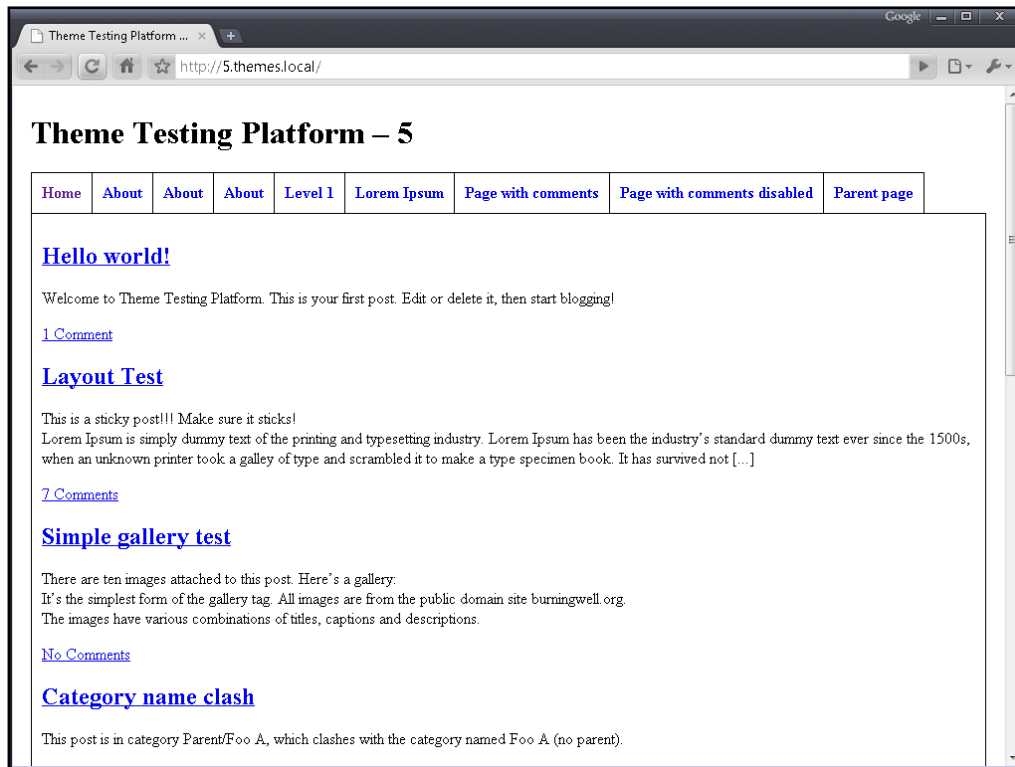 Google
Theme Testing Platform ...
http://5.themes.local/
Theme Testing Platform – 5
Home About About About Level 1 Lorem Ipsum Page with comments Page with comments disabled Parent page
Hello world!
Welcome to Theme Testing Platform. This is your first post. Edit or delete it, then start blogging!
1 Comment
Layout Test
This is a sticky post!!! Make sure it sticks!
Lorem Ipsum is simply dummy text of the printing and typesetting industry. Lorem Ipsum has been the industry’s standard dummy text ever since the 1500s,
when an unknown printer took a galley of type and scrambled it to make a type specimen book. It has survived not [...]
7 Comments
Simple gallery test
There are ten images attached to this post. Here’s a gallery:
It’s the simplest form of the gallery tag. All images are from the public domain site burningwell.org.
The images have various combinations of titles, captions and descriptions.
No Comments
Category name clash
This post is in category Parent/Foo A, which clashes with the category named Foo A (no parent).